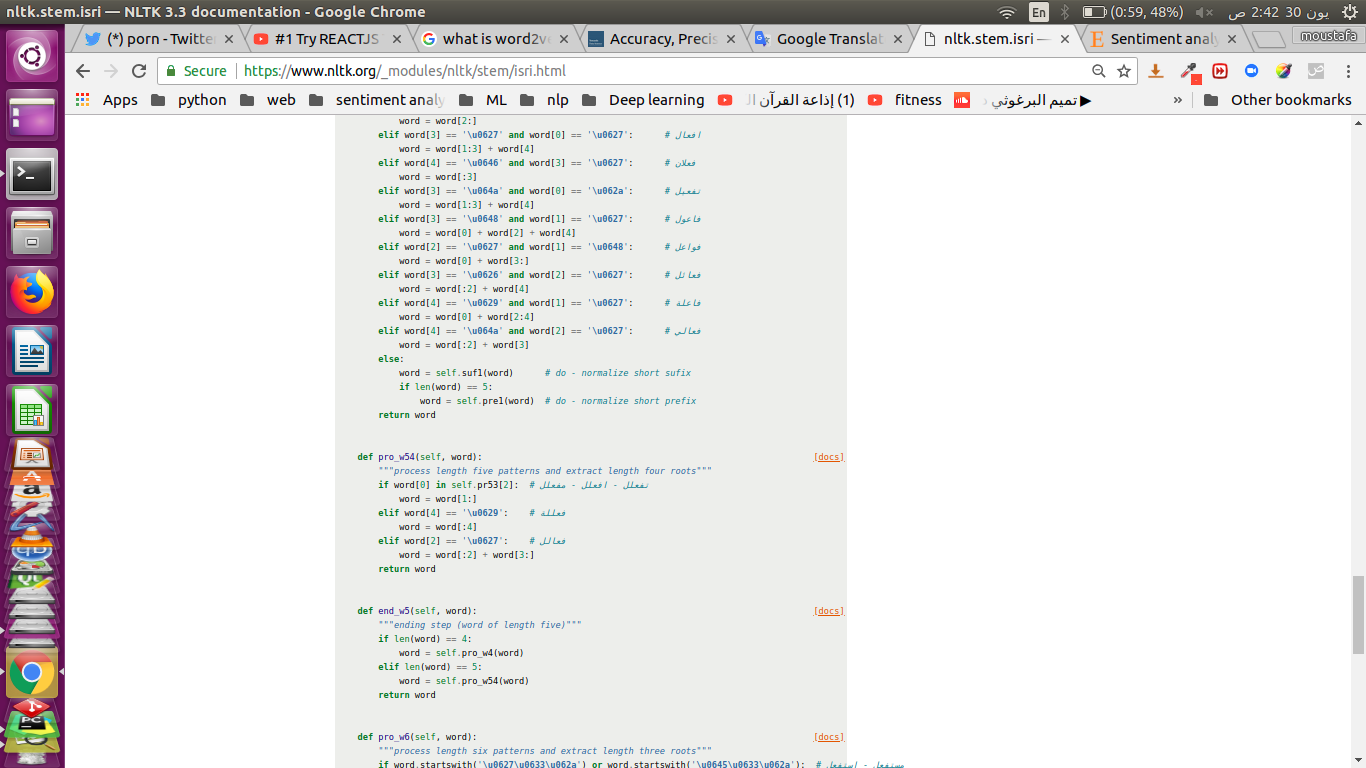 nltk.stem.isri — NLTK 3.3 documentation - Google Chrome
En (0:59, 48%) ص 2:42 30 يون
(*) porn - Twitte
#1 Try REACTJS
what is word2v
Accuracy, Precis
Google Translat
nltk.stem.isri —
Sentiment anal
moustafa
Secure https://www.nltk.org/_modules/nltk/stem/isri.html
Apps python web sentiment analy ML nlp Deep learning (1) إذاعة القرآن ال fitness تميم البرغوثي ▶ » Other bookmarks
word = word[2:]
elif word[3] == '\u0627' and word[0] == '\u0627': # افعال
word = word[1:3] + word[4]
elif word[4] == '\u0646' and word[3] == '\u0627': # فعلان
word = word[:3]
elif word[3] == '\u064a' and word[0] == '\u062a': # تفعيل
word = word[1:3] + word[4]
elif word[3] == '\u0648' and word[1] == '\u0627': # فاعول
word = word[0] + word[2] + word[4]
elif word[2] == '\u0627' and word[1] == '\u0648': # فواعل
word = word[0] + word[3:]
elif word[3] == '\u0626' and word[2] == '\u0627': # فعائل
word = word[:2] + word[4]
elif word[4] == '\u0629' and word[1] == '\u0627': # فاعلة
word = word[0] + word[2:4]
elif word[4] == '\u064a' and word[2] == '\u0627': # فعالي
word = word[:2] + word[3]
else:
word = self.suf1(word) # do - normalize short sufix
if len(word) == 5:
word = self.pre1(word) # do - normalize short prefix
return word
def pro_w54(self, word): [docs]
"""process length five patterns and extract length four roots"""
if word[0] in self.pr53[2]: # تفعلل - افعلل - مفعلل
word = word[1:]
elif word[4] == '\u0629': # فعللة
word = word[:4]
elif word[2] == '\u0627': # فعالل
word = word[:2] + word[3:]
return word
def end_w5(self, word): [docs]
"""ending step (word of length five)"""
if len(word) == 4:
word = self.pro_w4(word)
elif len(word) == 5:
word = self.pro_w54(word)
return word
def pro_w6(self, word): [docs]
"""process length six patterns and extract length three roots"""
if word.startswith('\u0627\u0633\u062a') or word.startswith('\u0645\u0633\u062a'): # مستفعل - استفعل